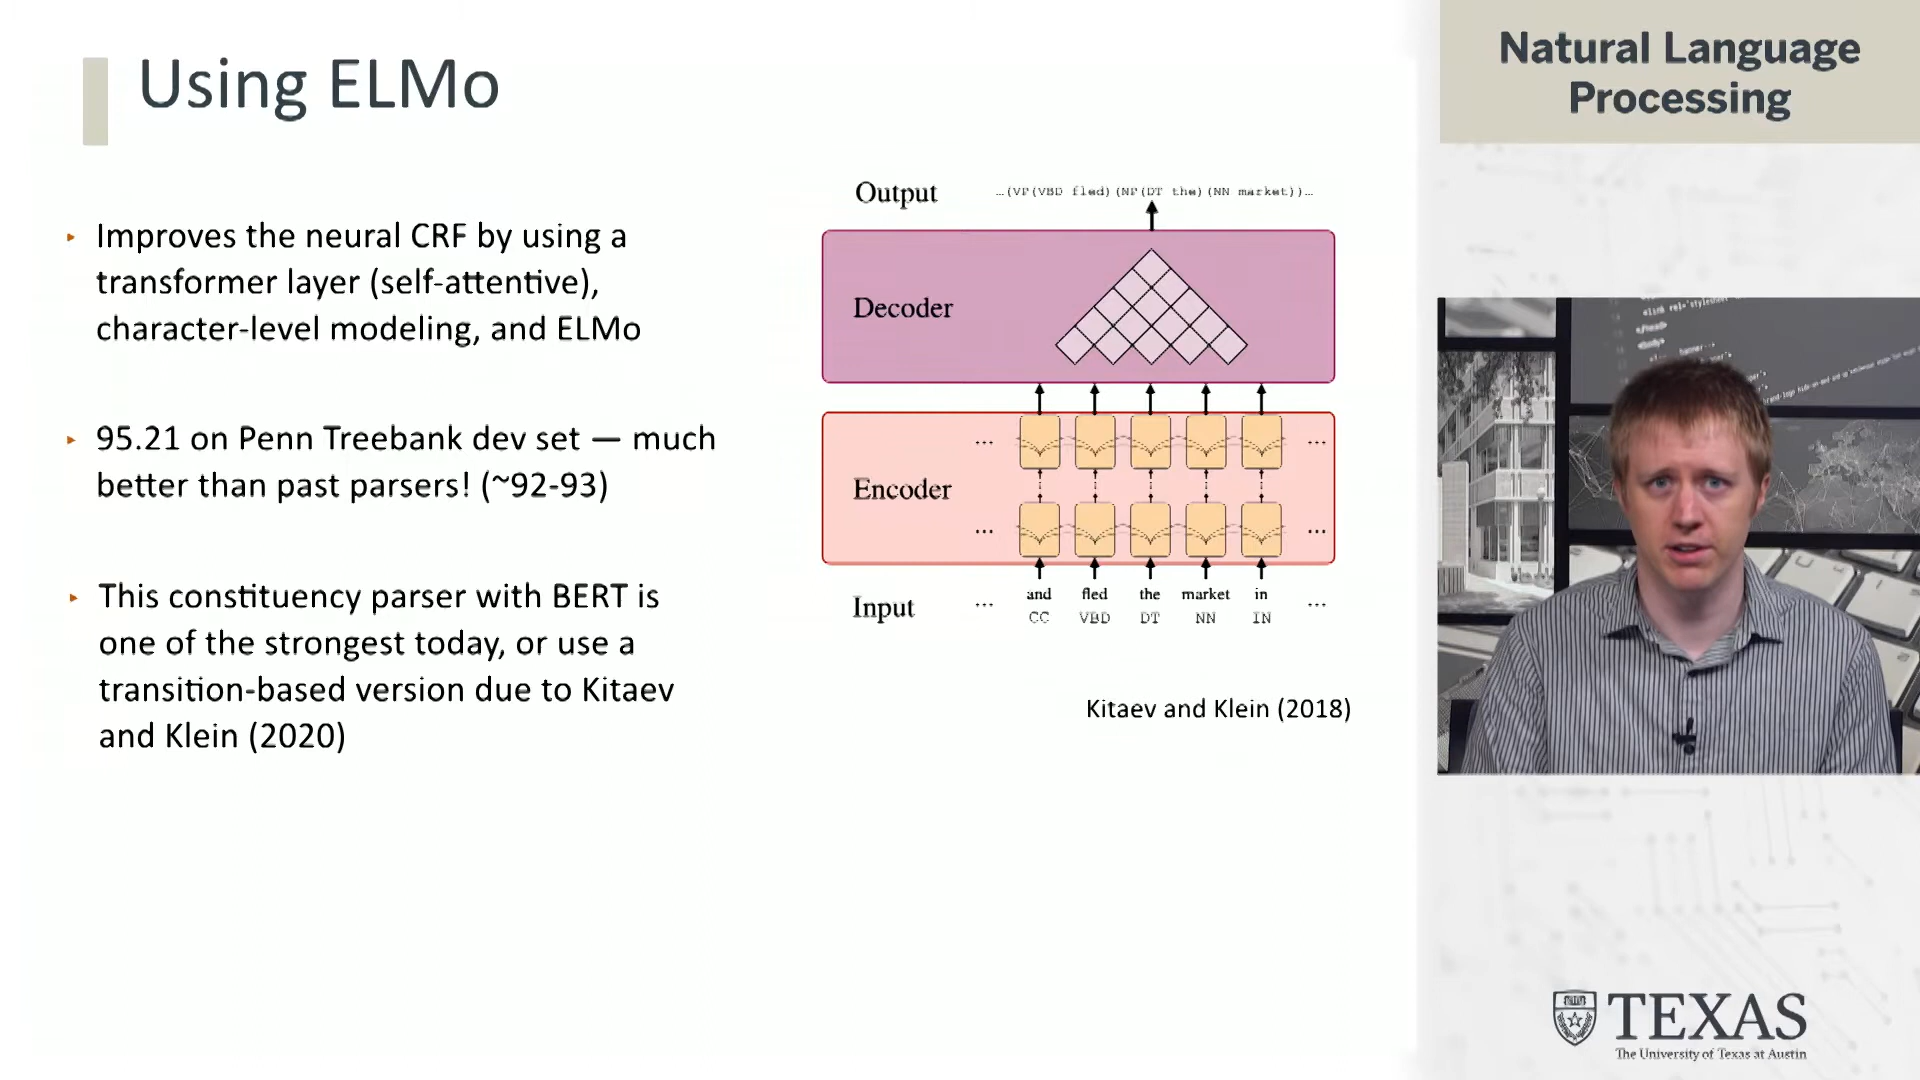 Using ELMo
Improves the neural CRF by using a
transformer layer (self-attentive),
character-level modeling, and ELMo
95.21 on Penn Treebank dev set — much
better than past parsers! (~92-93)
This constituency parser with BERT is
one of the strongest today, or use a
transition-based version due to Kitaev
and Klein (2020)
Output ...(VP(VBD fled)(NP(DT the)(NN market))...
Decoder
Encoder
... ...
... ...
Input ... and fled the market in ...
CC VBD DT NN IN
Kitaev and Klein (2018)
Natural Language
Processing
TEXAS
The University of Texas at Austin